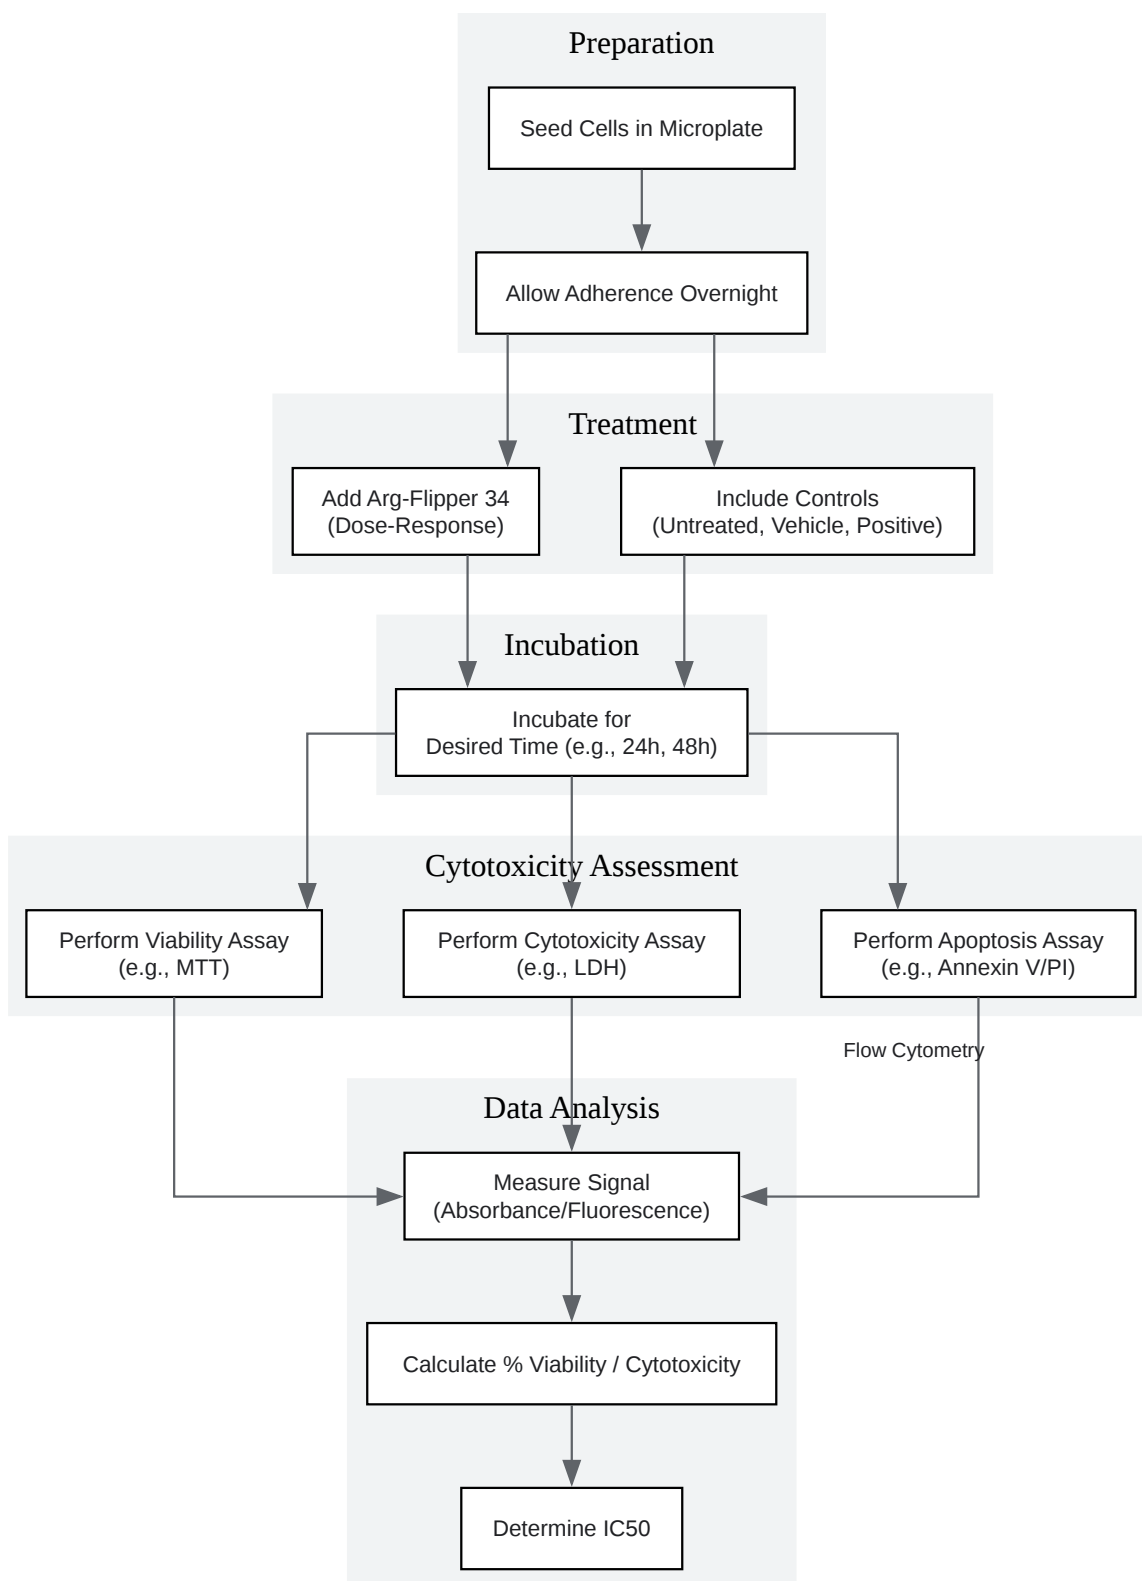 Preparation
Seed Cells in Microplate
Allow Adherence Overnight
Treatment
Add Arg-Flipper 34
(Dose-Response)
Include Controls
(Untreated, Vehicle, Positive)
Incubation
Incubate for
Desired Time (e.g., 24h, 48h)
Cytotoxicity Assessment
Perform Viability Assay
(e.g., MTT)
Perform Cytotoxicity Assay
(e.g., LDH)
Perform Apoptosis Assay
(e.g., Annexin V/PI)
Flow Cytometry
Data Analysis
Measure Signal
(Absorbance/Fluorescence)
Calculate % Viability / Cytotoxicity
Determine IC50